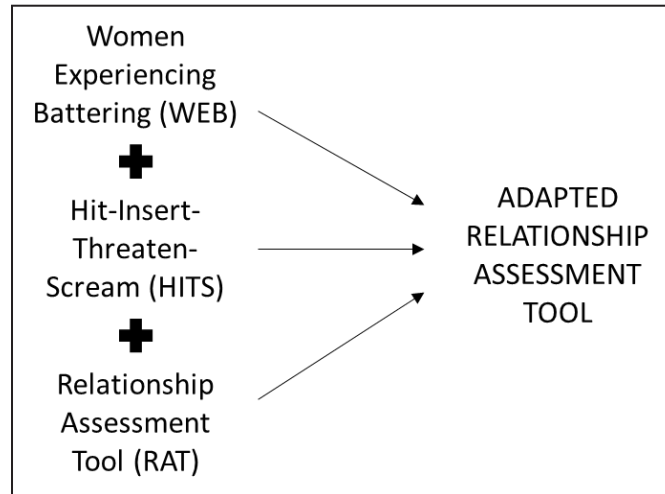 Women
Experiencing
Battering (WEB)
Hit-Insert-
Threaten-
Scream (HITS)
Relationship
Assessment
Tool (RAT)
ADAPTED
RELATIONSHIP
ASSESSMENT
TOOL